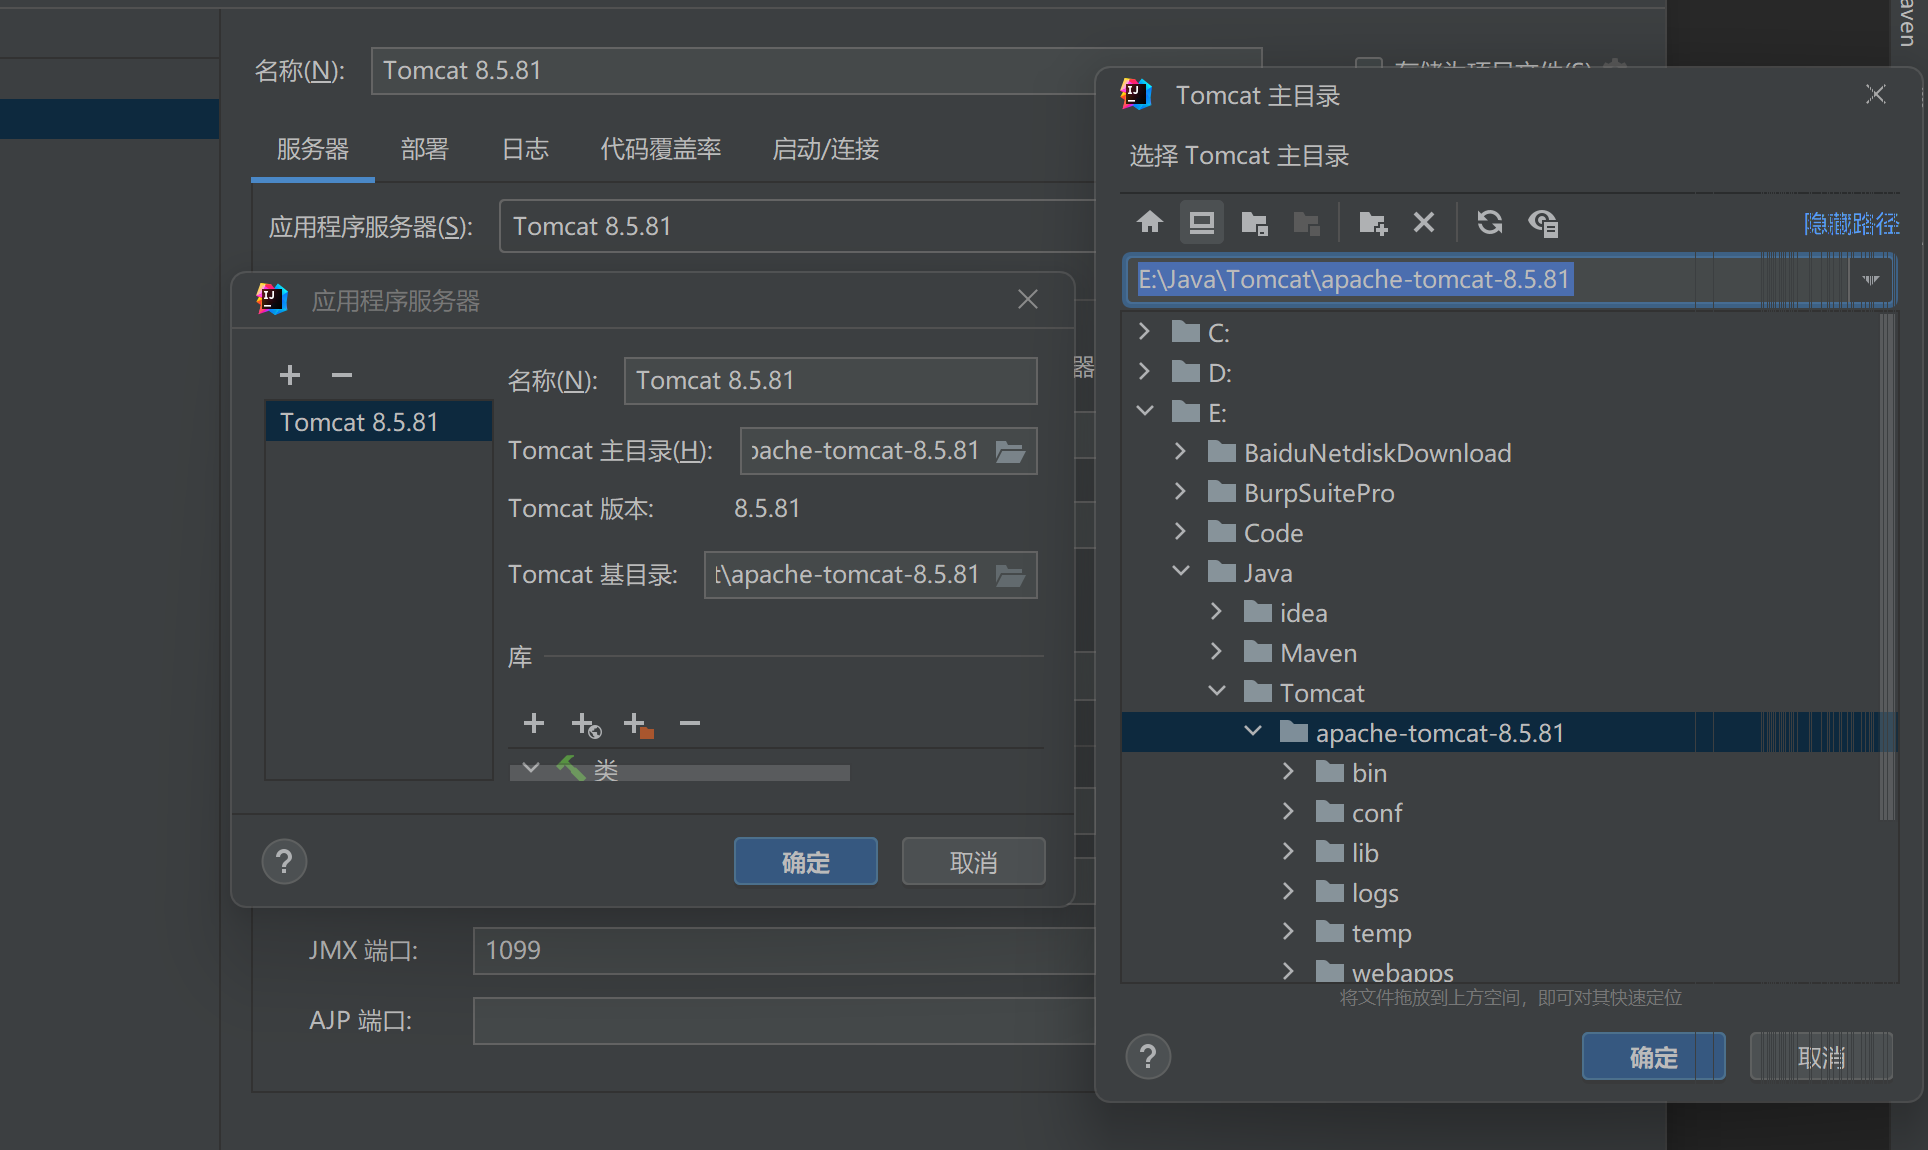 aven
名称(N):
Tomcat 8.5.81
服务器
部署
日志
代码覆盖率
启动/连接
应用程序服务器(S):
Tomcat 8.5.81
器
JMX 端口:
1099
AJP 端口:
应用程序服务器
Tomcat 8.5.81
名称(N):
Tomcat 8.5.81
Tomcat 主目录(H):
pache-tomcat-8.5.81
Tomcat 版本:
8.5.81
Tomcat 基目录:
t\apache-tomcat-8.5.81
库
类
?
确定
取消
IJ
Tomcat 主目录
选择 Tomcat 主目录
隐藏路径
E:\Java\Tomcat\apache-tomcat-8.5.81
C:
D:
E:
BaiduNetdiskDownload
BurpSuitePro
Code
Java
idea
Maven
Tomcat
apache-tomcat-8.5.81
bin
conf
lib
logs
temp
webapps
将文件拖放到上方空间，即可对其快速定位
?
确定
取消